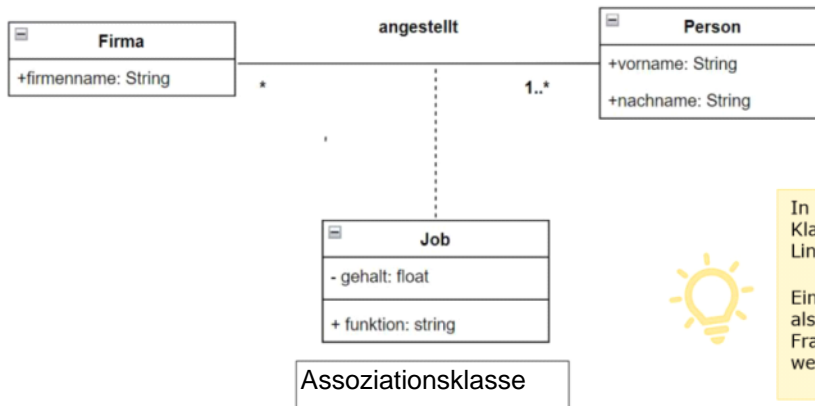 Firma
+firmenname: String
angestellt
*
1..*
Person
+vorname: String
+nachname: String
Job
- gehalt: float
+ funktion: string
Assoziationsklasse
In
Kla
Lin
Ein
als
Fra
we